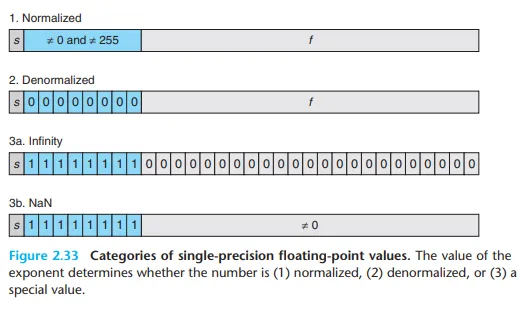 1. Normalized
s ≠ 0 and ≠ 255 f
2. Denormalized
s 0 0 0 0 0 0 0 0 f
3a. Infinity
s 1 1 1 1 1 1 1 1 0 0 0 0 0 0 0 0 0 0 0 0 0 0 0 0 0 0 0 0 0 0 0
3b. NaN
s 1 1 1 1 1 1 1 1 ≠ 0
Figure 2.33 Categories of single-precision floating-point values. The value of the
exponent determines whether the number is (1) normalized, (2) denormalized, or (3) a
special value.